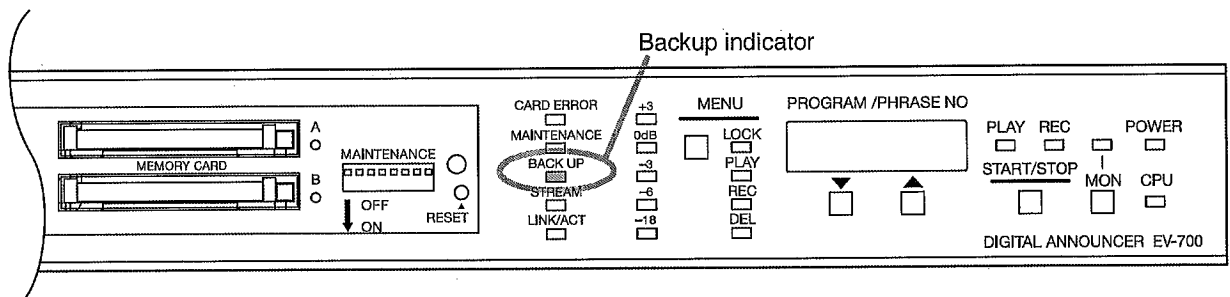 Backup indicator
CARD ERROR
MAINTENANCE
BACK UP
STREAM
LINK/ACT
+3
0dB
−3
−6
−18
MENU
LOCK
PLAY
REC
DEL
PROGRAM /PHRASE NO
▼ ▲
PLAY REC
START/STOP
MON
POWER
CPU
A
MEMORY CARD
B
MAINTENANCE
OFF
ON
RESET
DIGITAL ANNOUNCER EV-700